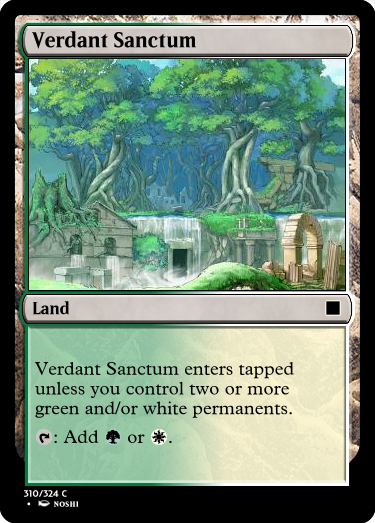 Verdant Sanctum
Land
Verdant Sanctum enters tapped
unless you control two or more
green and/or white permanents.
: Add or .
310/324 C
• NOSHI